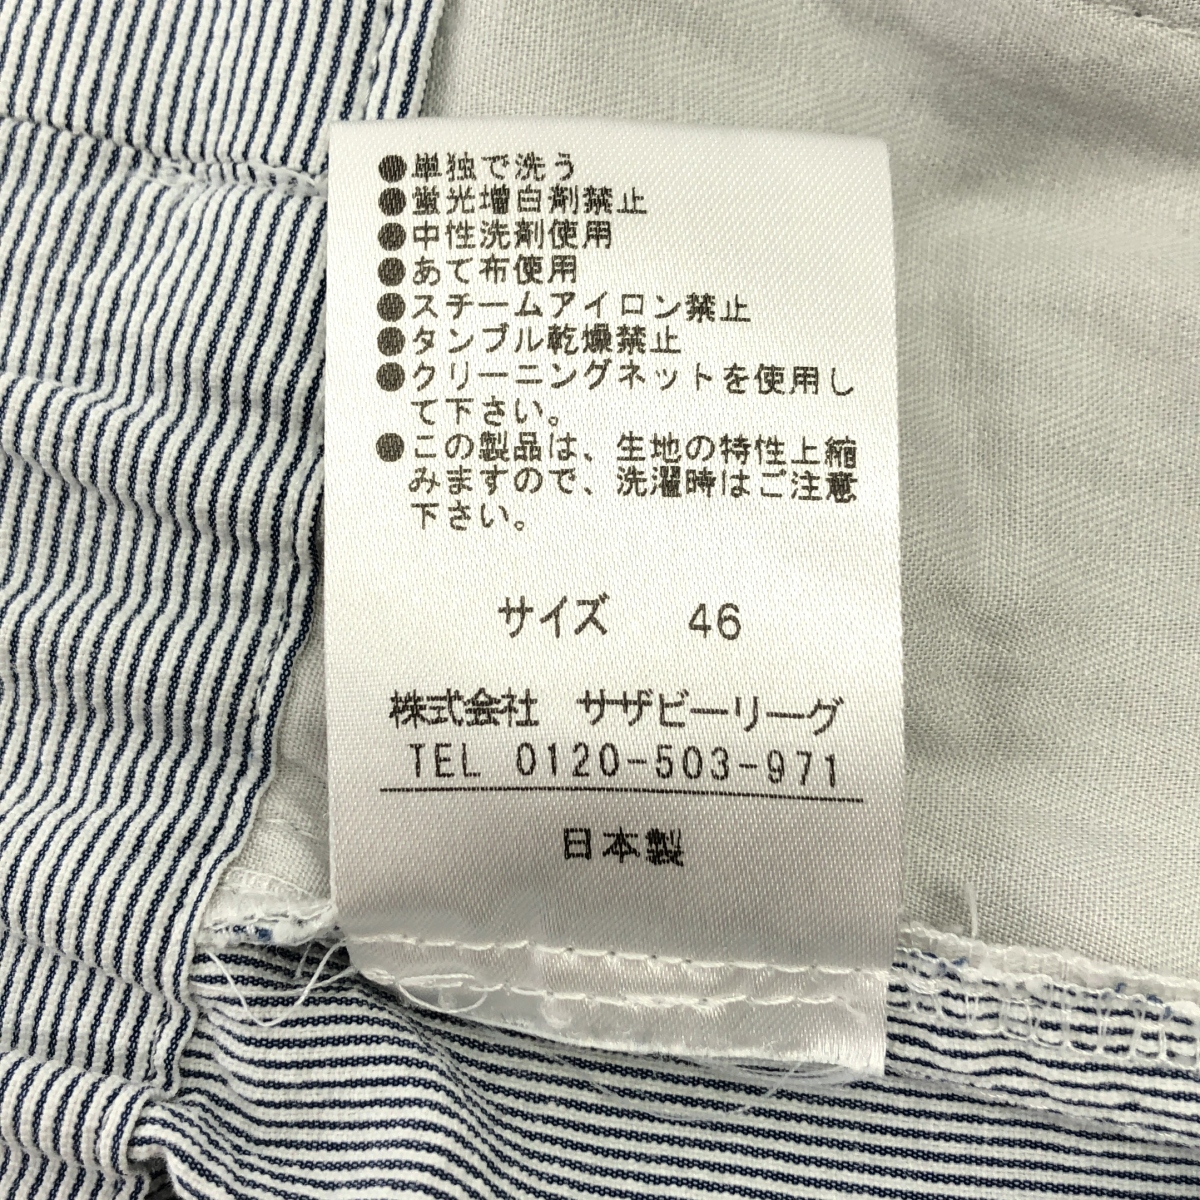 ●単独で洗う
●蛍光増白剤禁止
●中性洗剤使用
●あて布使用
●スチームアイロン禁止
●タンブル乾燥禁止
●クリーニングネットを使用し
て下さい。
●この製品は、生地の特性上縮
みますので、洗濯時はご注意
下さい。
サイズ 46
株式会社 サザビーリーグ
TEL 0120-503-971
日本製